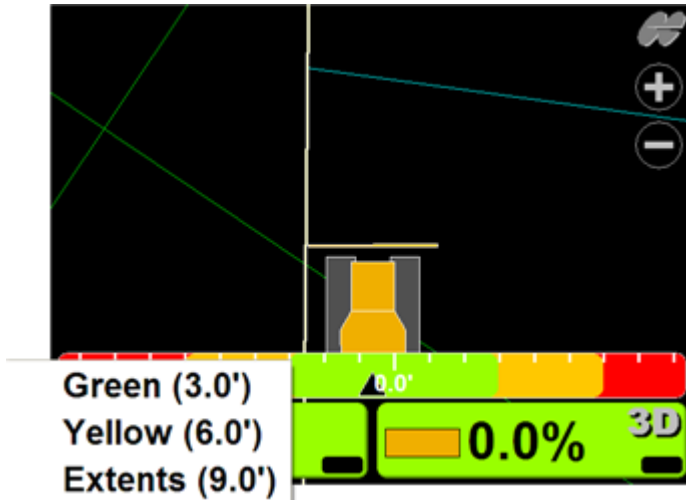 0.0'
Green (3.0')
Yellow (6.0')
Extents (9.0')
0.0%
3D